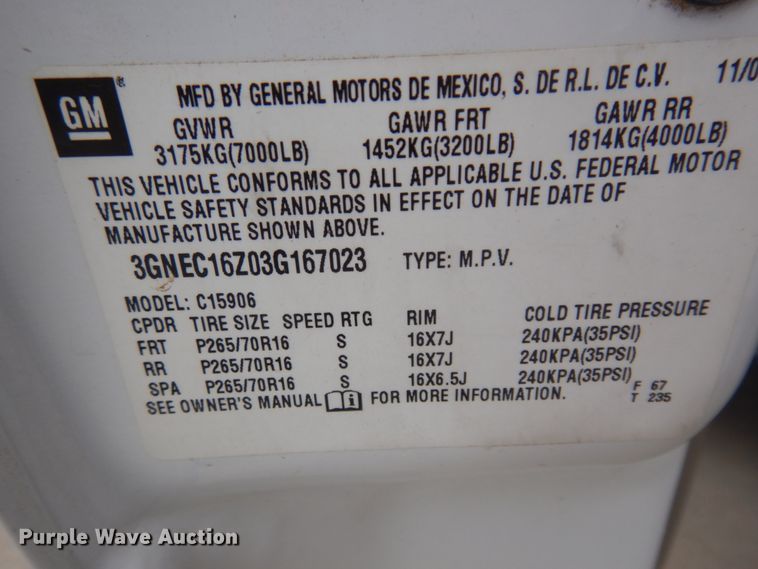 GM ®
MFD BY GENERAL MOTORS DE MEXICO, S. DE R.L. DE C.V. 11/0
GVWR GAWR FRT GAWR RR
3175KG(7000LB) 1452KG(3200LB) 1814KG(4000LB)
THIS VEHICLE CONFORMS TO ALL APPLICABLE U.S. FEDERAL MOTOR
VEHICLE SAFETY STANDARDS IN EFFECT ON THE DATE OF
MANUFACTURE SHOWN ABOVE.
3GNEC16Z03G167023 TYPE: M.P.V.
MODEL: C15906
CPDR TIRE SIZE SPEED RTG RIM COLD TIRE PRESSURE
FRT P265/70R16 S 16X7J 240KPA(35PSI)
RR P265/70R16 S 16X7J 240KPA(35PSI)
SPA P265/70R16 S 16X6.5J 240KPA(35PSI)
SEE OWNER'S MANUAL FOR MORE INFORMATION.
F 67
T 235
Purple Wave Auction